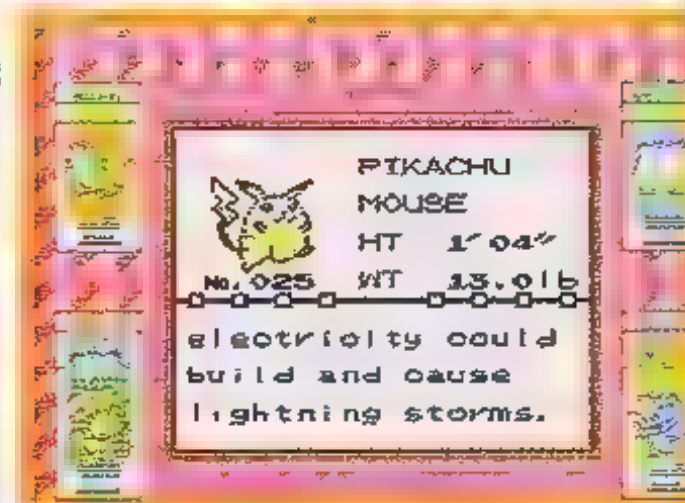 PIKACHU
MOUSE
HT 1'04"
No.025 WT 13.0lb
electricity could
build and cause
lightning storms.